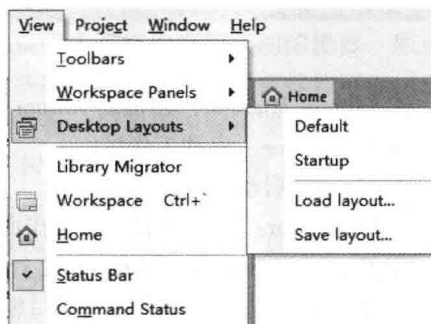 View Project Window Help
Toolbars
Workspace Panels
Desktop Layouts
Library Migrator
Workspace Ctrl+`
Home
Status Bar
Command Status
Home
Default
Startup
Load layout...
Save layout...